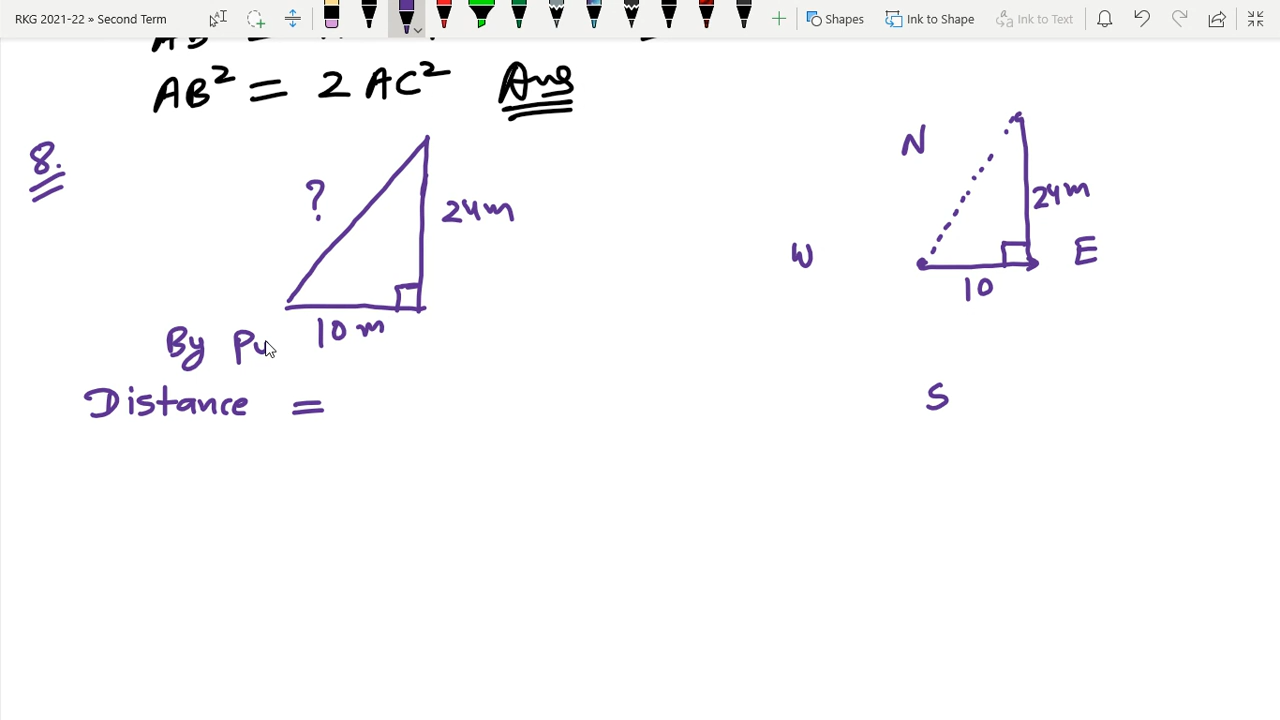 RKG 2021-22 » Second Term
Shapes
Ink to Shape
Ink to Text
AB² = 2 AC² Ans
8.
?
24m
10 m
N
W
E
S
24m
10
By Py
Distance =